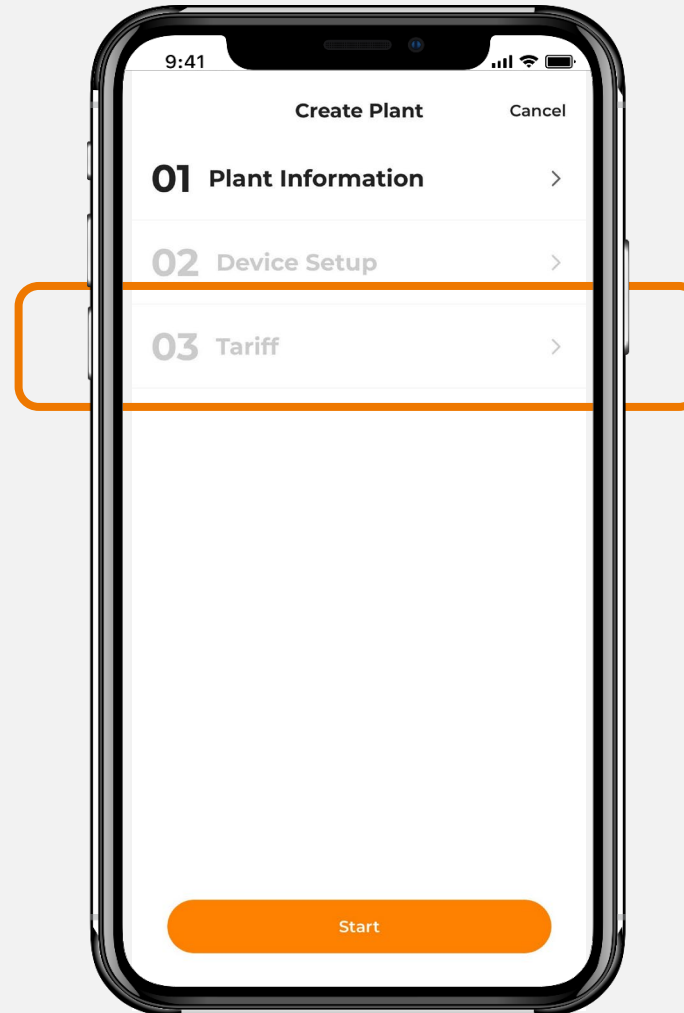 9:41
Create Plant Cancel
01 Plant Information
02 Device Setup
03 Tariff
Start